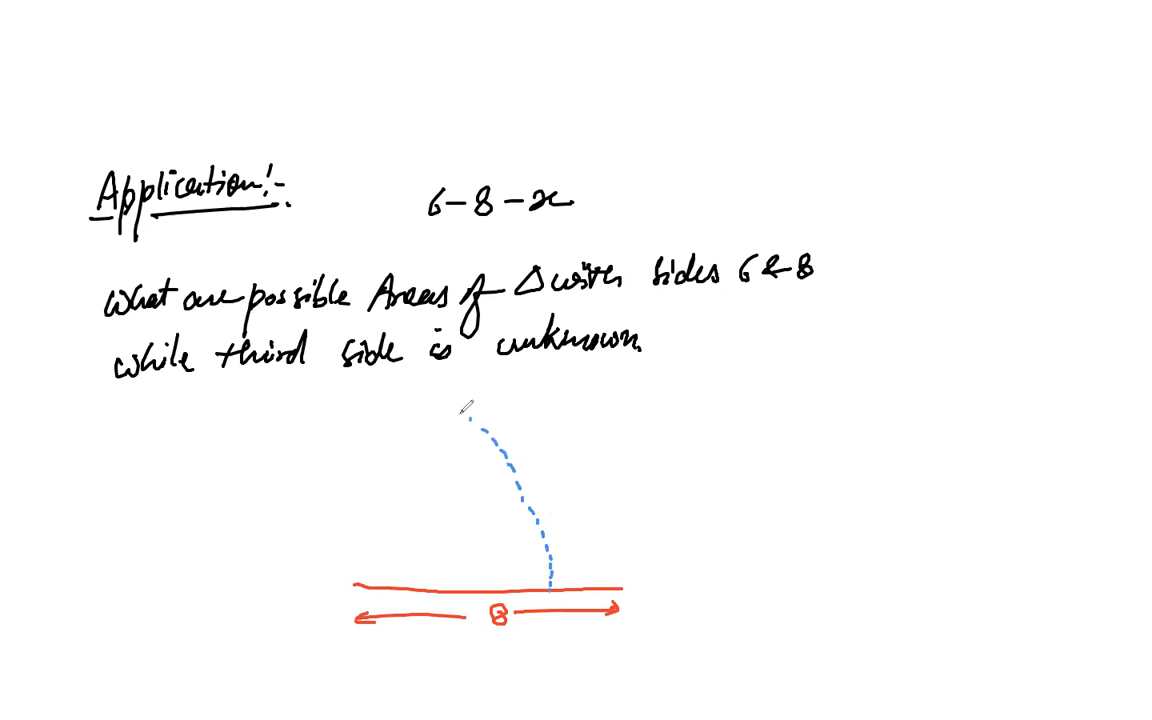 Application:-
6-8-x
What are possible Areas of Δ with sides 6 & 8
while third side is unknown.
8